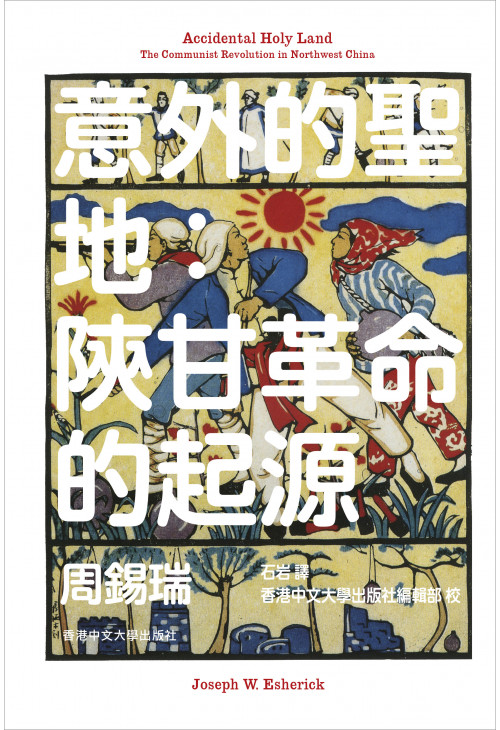 Accidental Holy Land
The Communist Revolution in Northwest China
意外的聖
地：
陝甘革命
的起源
周錫瑞
石岩 譯
香港中文大學出版社編輯部 校
香港中文大學出版社
Joseph W. Esherick